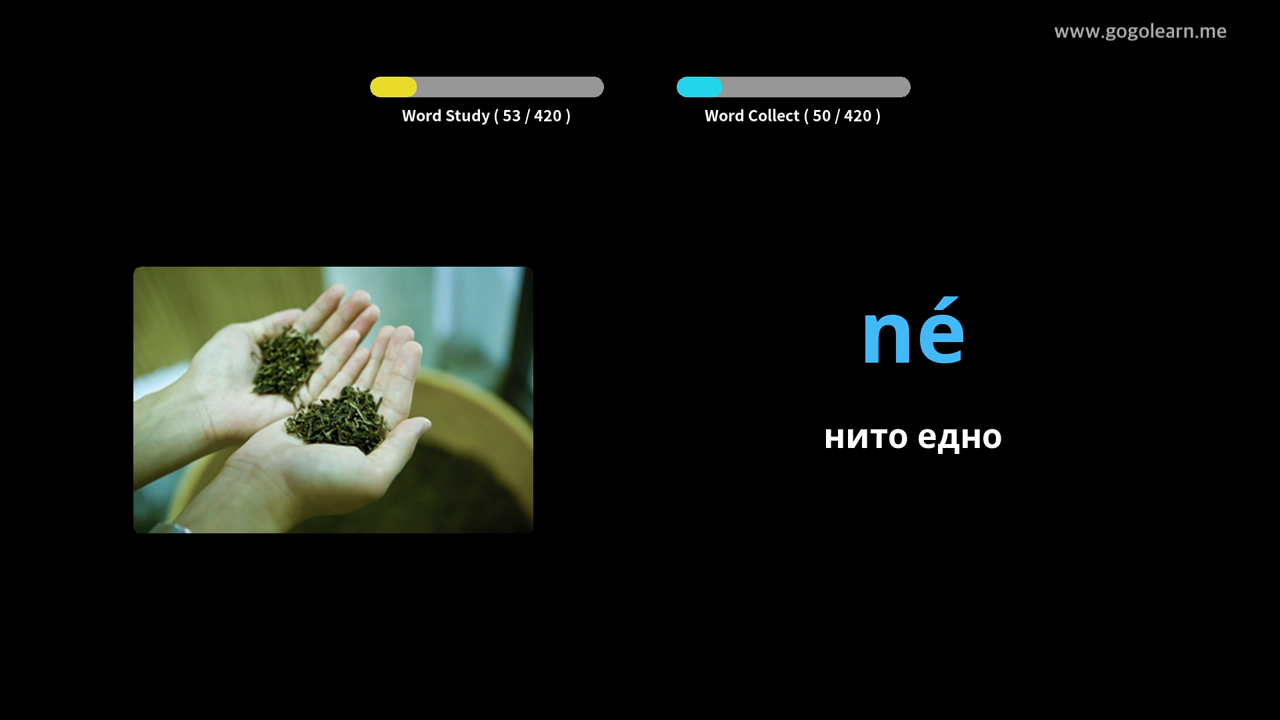 www.gogolearn.me
Word Study ( 53 / 420 )
Word Collect ( 50 / 420 )
né
нито едно